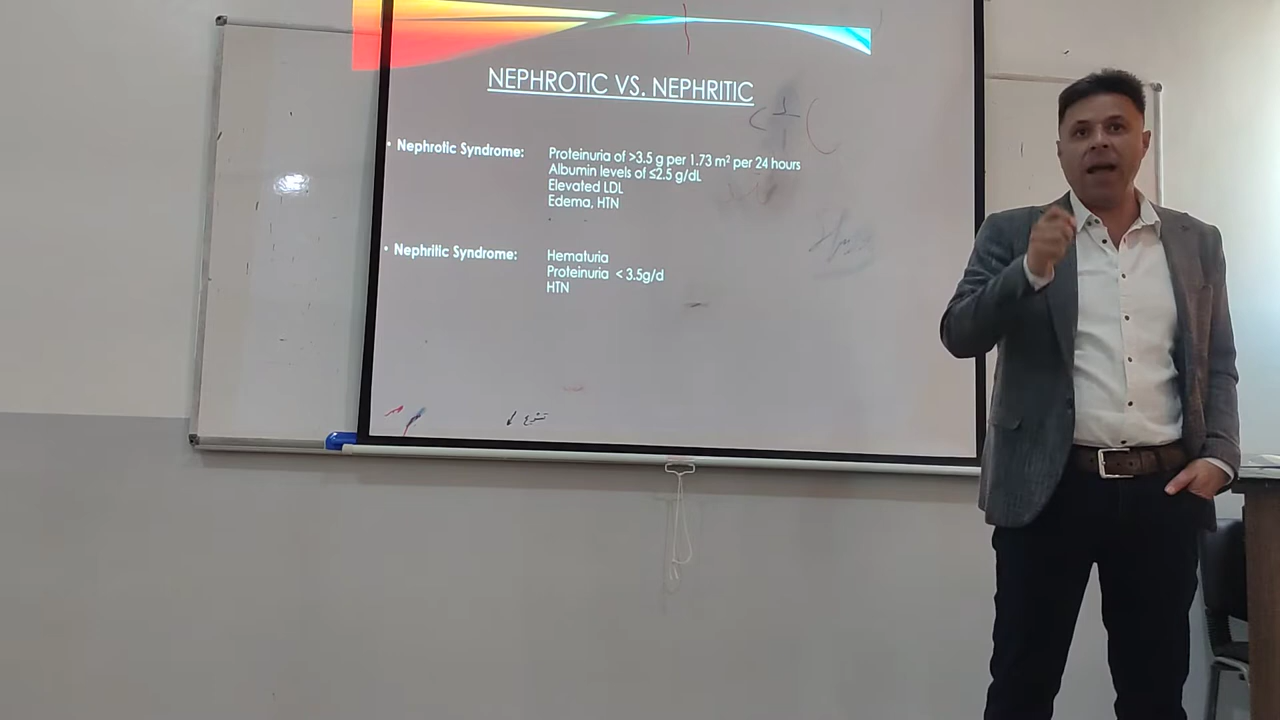 NEPHROTIC VS. NEPHRITIC
• Nephrotic Syndrome: Proteinuria of >3.5 g per 1.73 m² per 24 hours
Albumin levels of ≤2.5 g/dL
Elevated LDL
Edema, HTN
• Nephritic Syndrome: Hematuria
Proteinuria < 3.5g/d
HTN